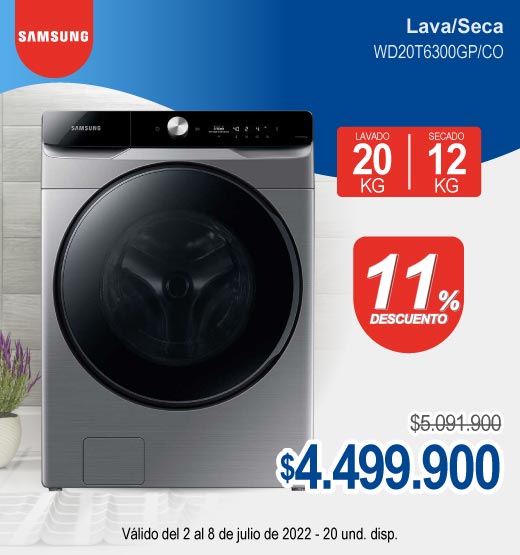 SAMSUNG
Lava/Seca
WD20T6300GP/CO
SAMSUNG
LAVADO
20
KG
SECADO
12
KG
11%
DESCUENTO
$5.091.900
$4.499.900
Válido del 2 al 8 de julio de 2022 - 20 und. disp.